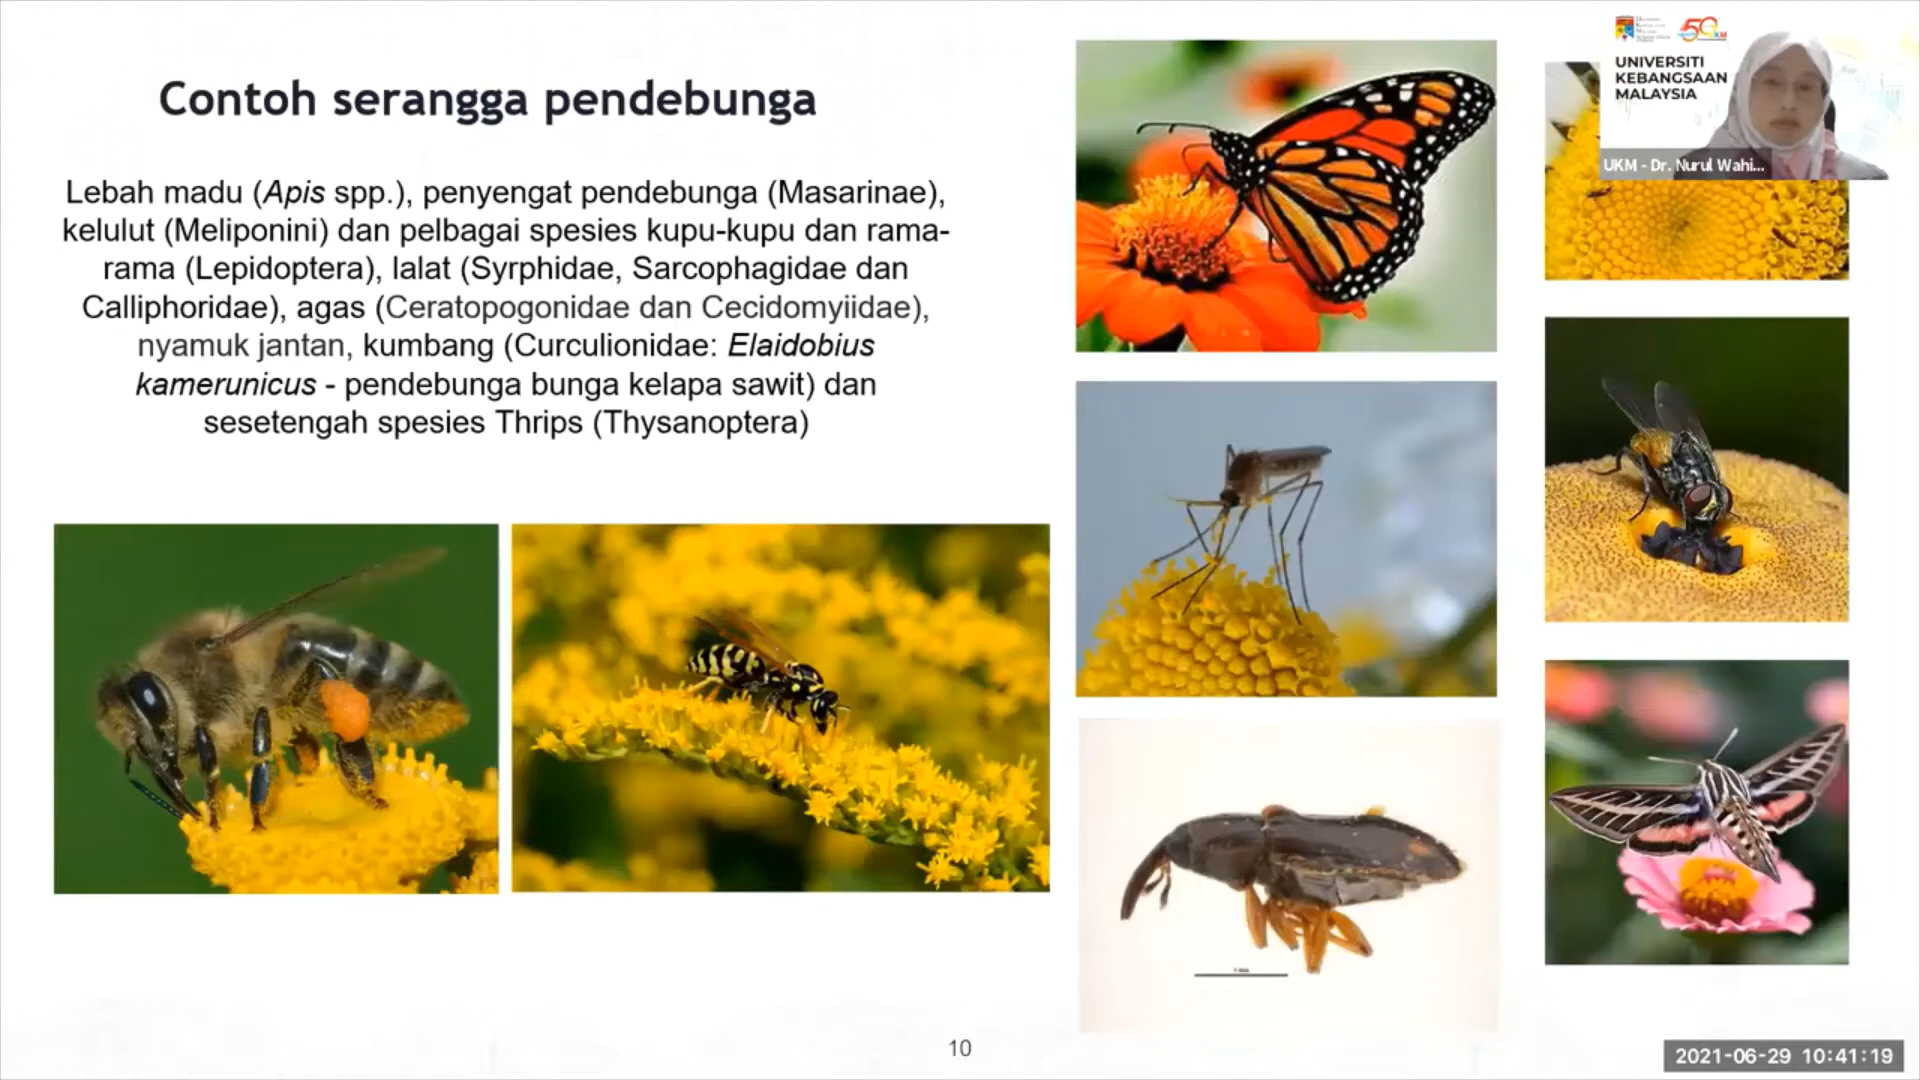 Contoh serangga pendebunga
Lebah madu (Apis spp.), penyengat pendebunga (Masarinae),
kelulut (Meliponini) dan pelbagai spesies kupu-kupu dan rama-
rama (Lepidoptera), lalat (Syrphidae, Sarcophagidae dan
Calliphoridae), agas (Ceratopogonidae dan Cecidomyiidae),
nyamuk jantan, kumbang (Curculionidae: Elaidobius
kamerunicus - pendebunga bunga kelapa sawit) dan
sesetengah spesies Thrips (Thysanoptera)
UNIVERSITI
KEBANGSAAN
MALAYSIA
UKM - Dr. Nurul Wahi...
10
2021-06-29 10:41:19